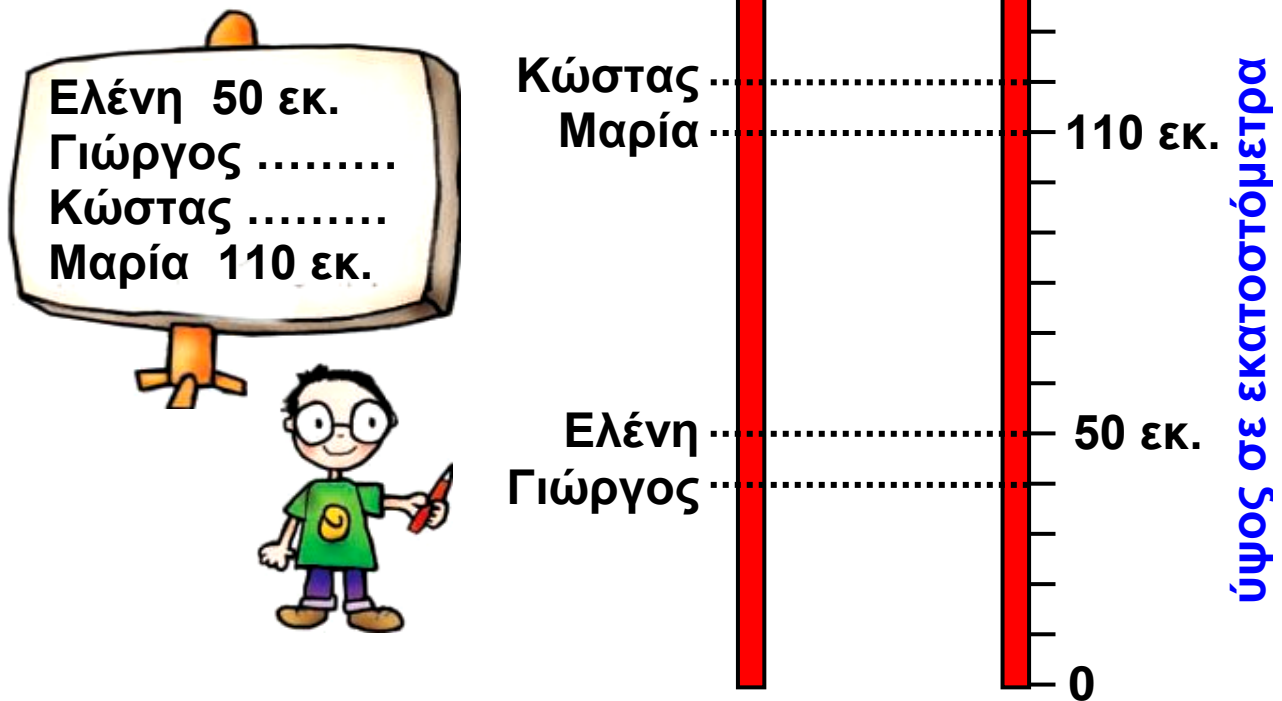 Ελένη 50 εκ.
Γιώργος .........
Κώστας .........
Μαρία 110 εκ.
Κώστας
Μαρία
110 εκ.
Ελένη
50 εκ.
Γιώργος
0
ύψος σε εκατοστόμετρα